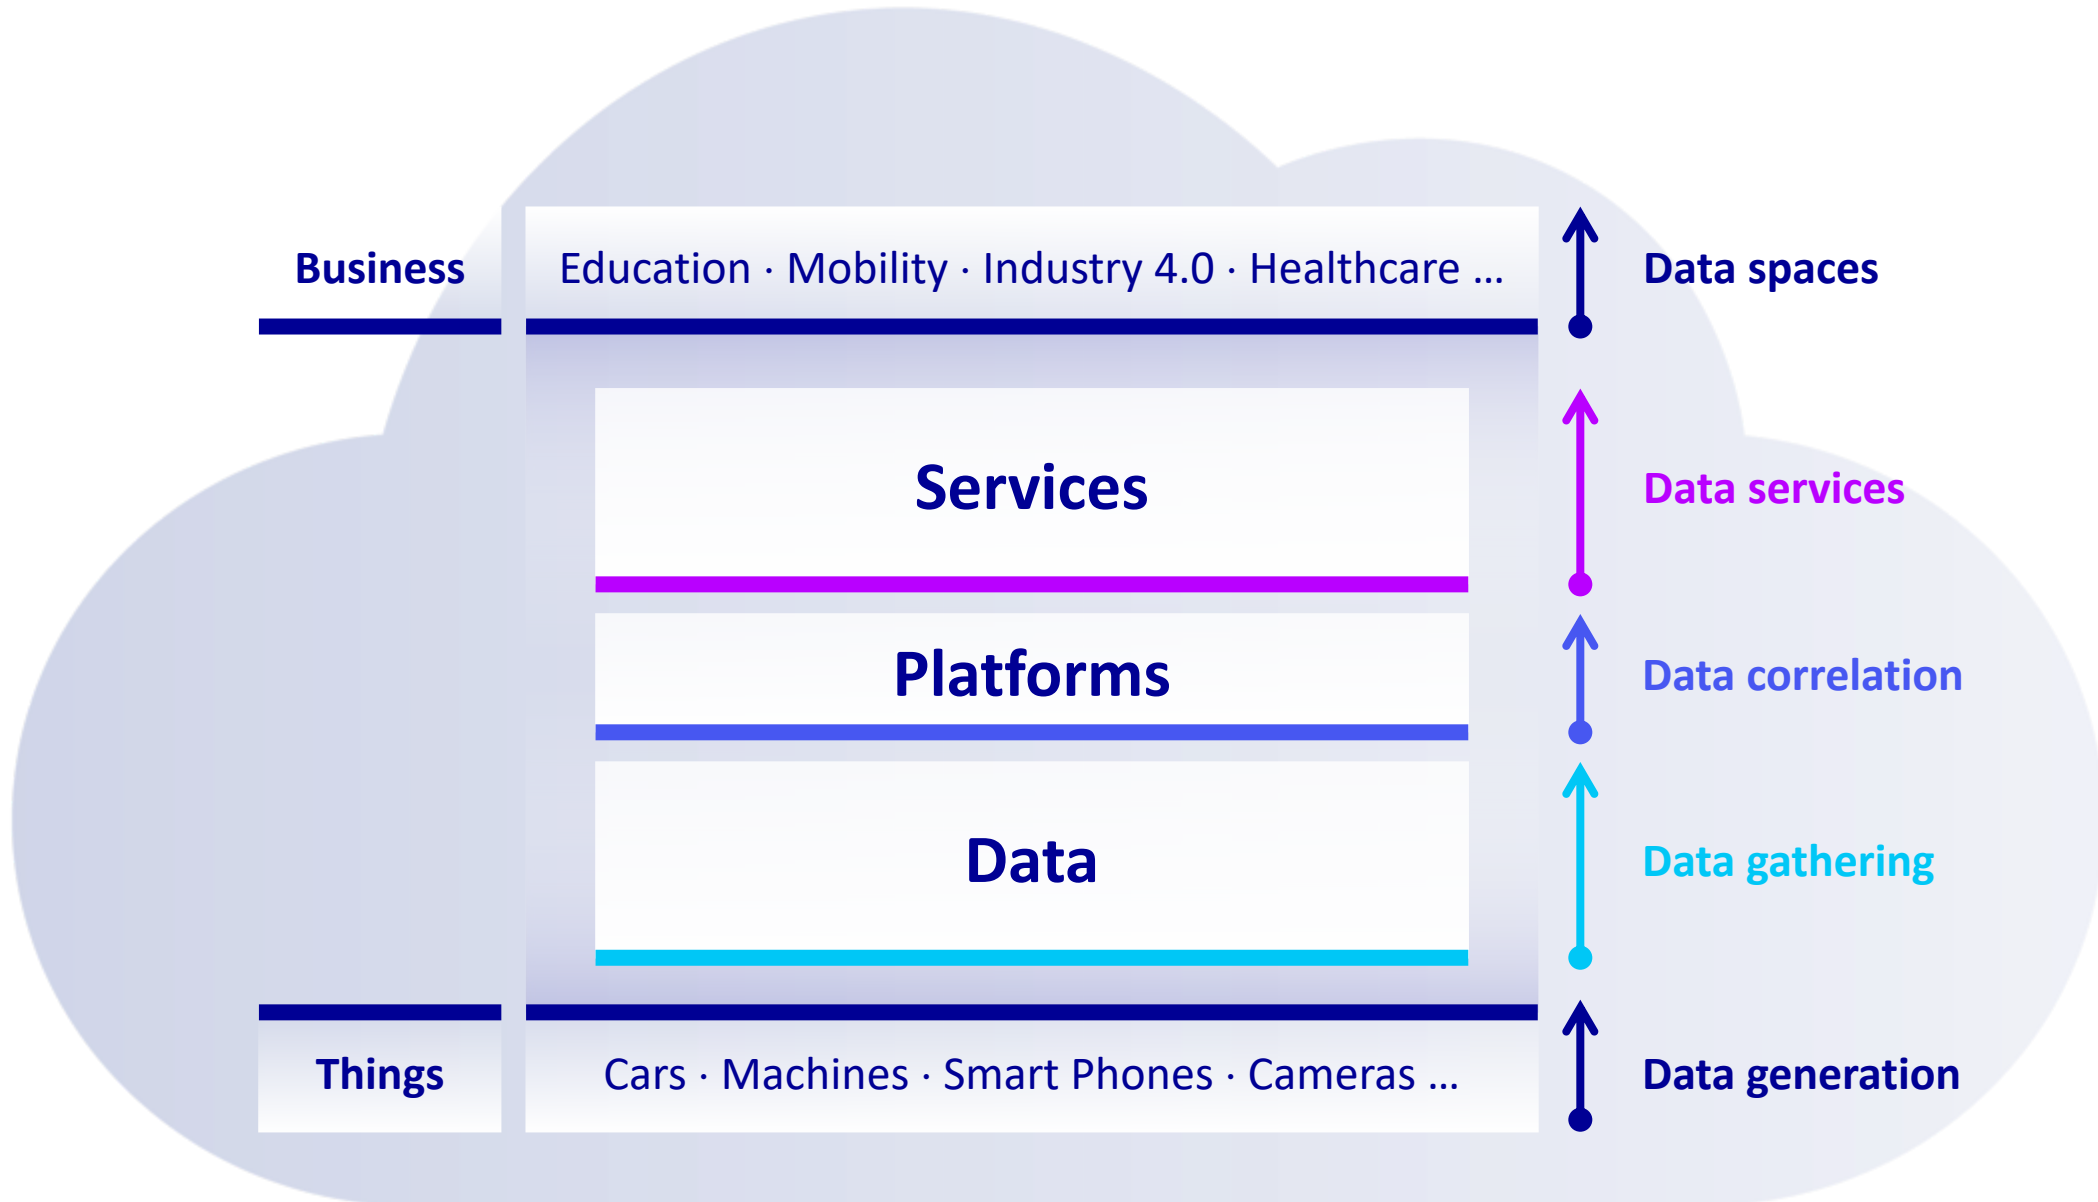 Business
Education · Mobility · Industry 4.0 · Healthcare ...
Data spaces
Services
Data services
Platforms
Data correlation
Data
Data gathering
Things
Cars · Machines · Smart Phones · Cameras ...
Data generation